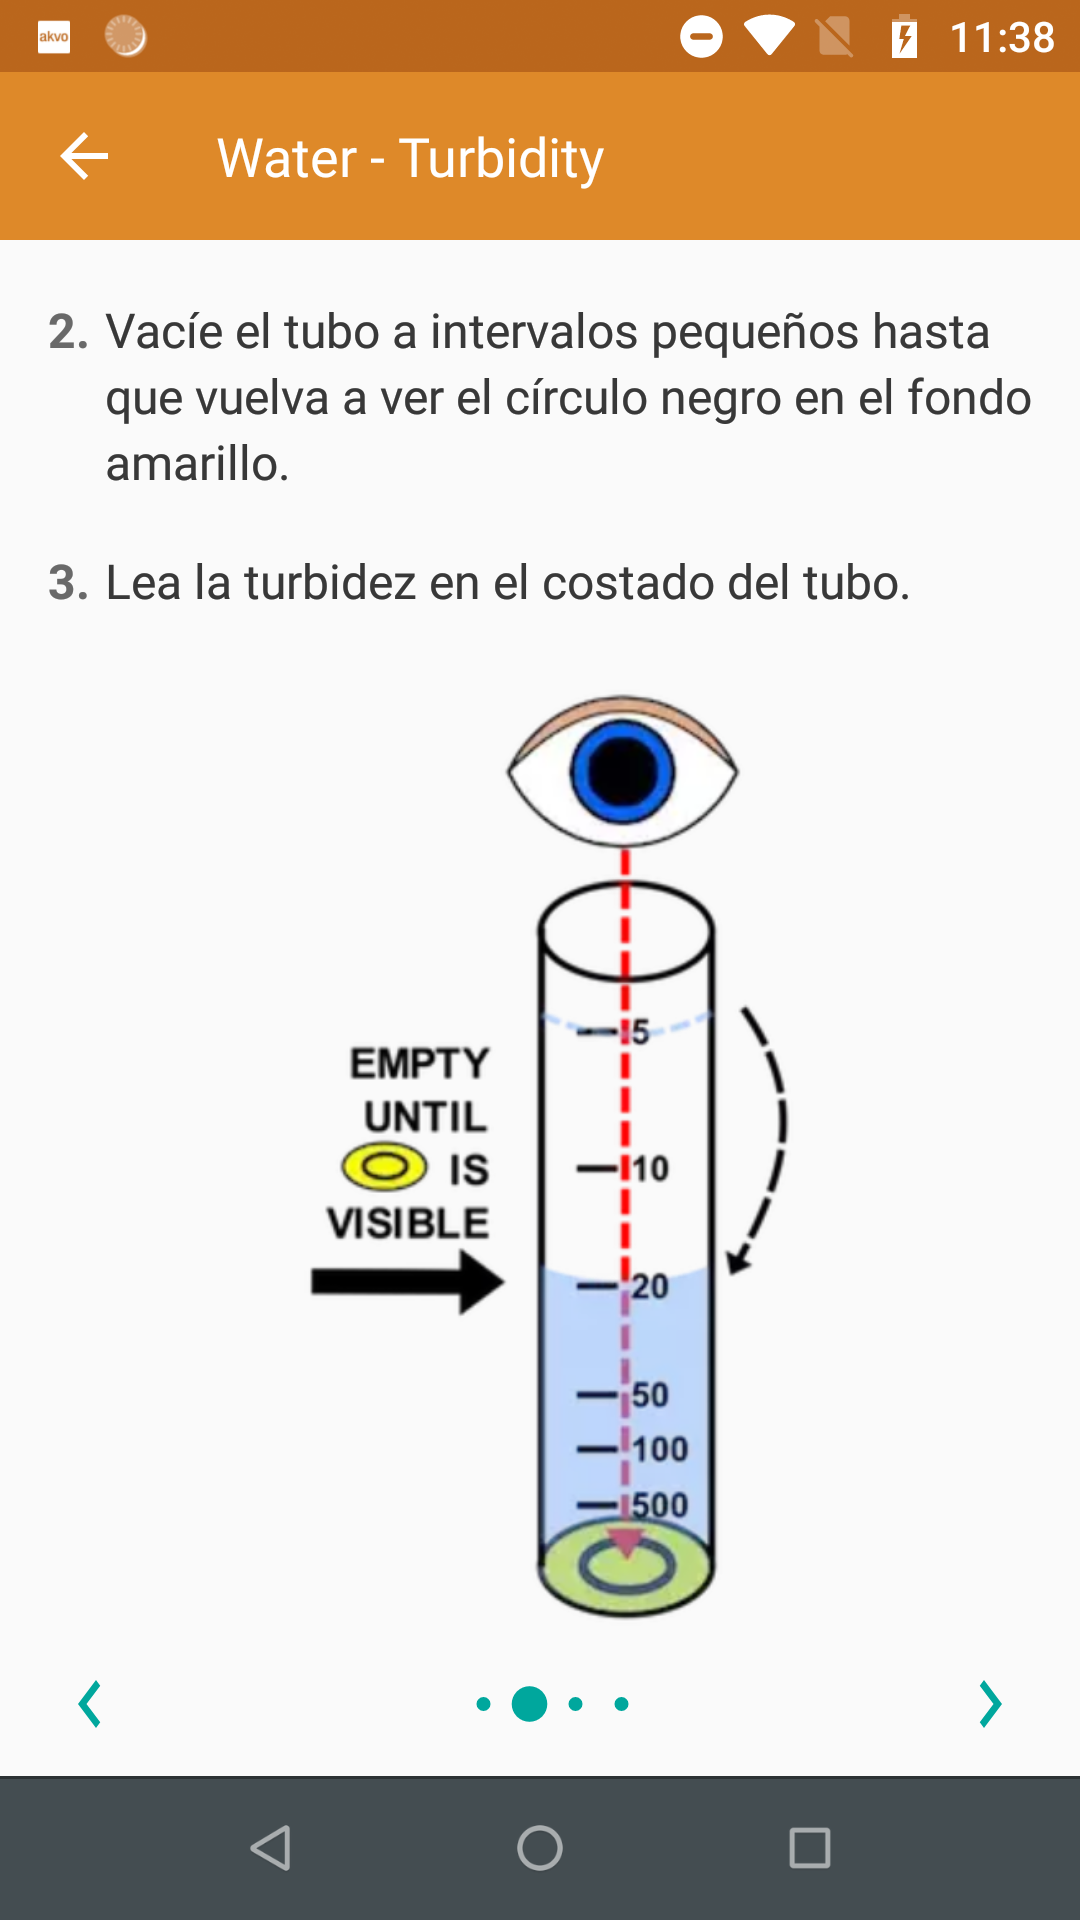 akvo
11:38
Water - Turbidity
2. Vacíe el tubo a intervalos pequeños hasta
que vuelva a ver el círculo negro en el fondo
amarillo.
3. Lea la turbidez en el costado del tubo.
5
EMPTY
UNTIL
IS
VISIBLE
10
20
50
100
500